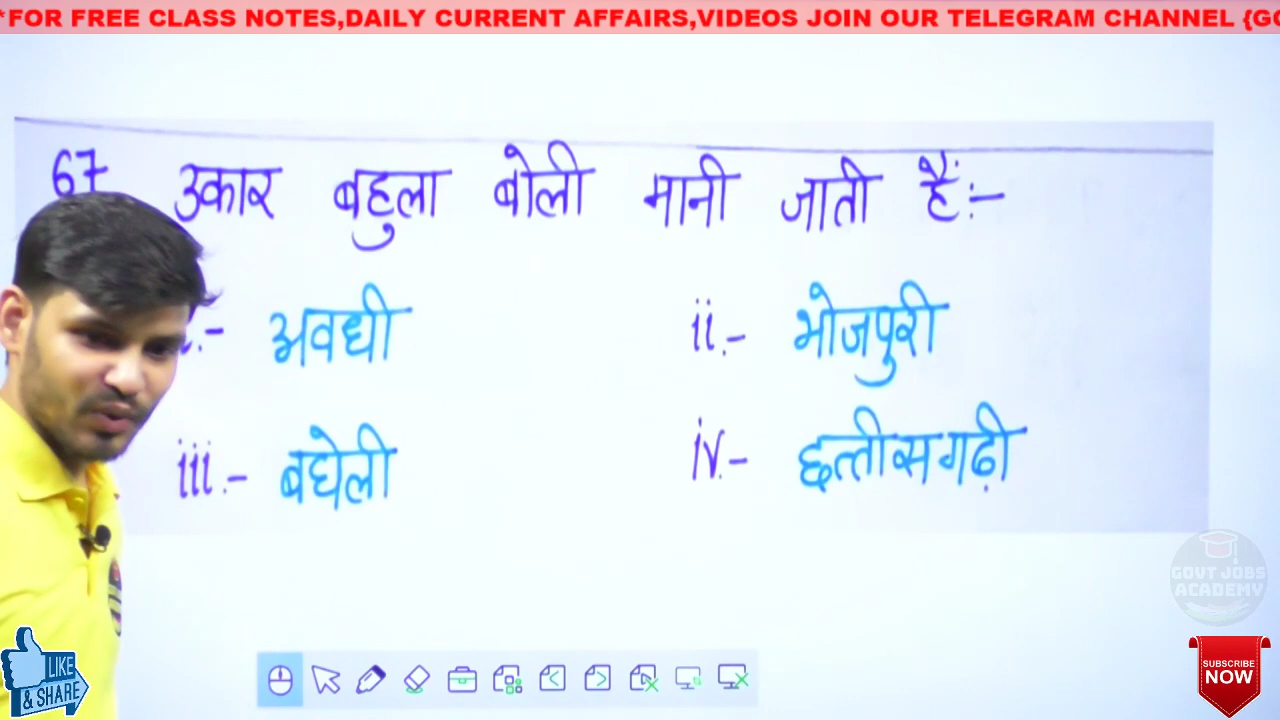 *FOR FREE CLASS NOTES,DAILY CURRENT AFFAIRS,VIDEOS JOIN OUR TELEGRAM CHANNEL {GO
67 उकार बहुला बोली मानी जाती हैं:-
अवधी ii.- भोजपुरी
iii.- बघेली iv.- छत्तीसगढ़ी
GOVT JOBS
ACADEMY
LIKE
& SHARE
SUBSCRIBE
NOW